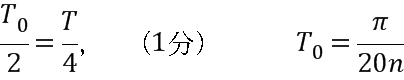 T₀/2 = T/4, （1分） T₀ = π/20n